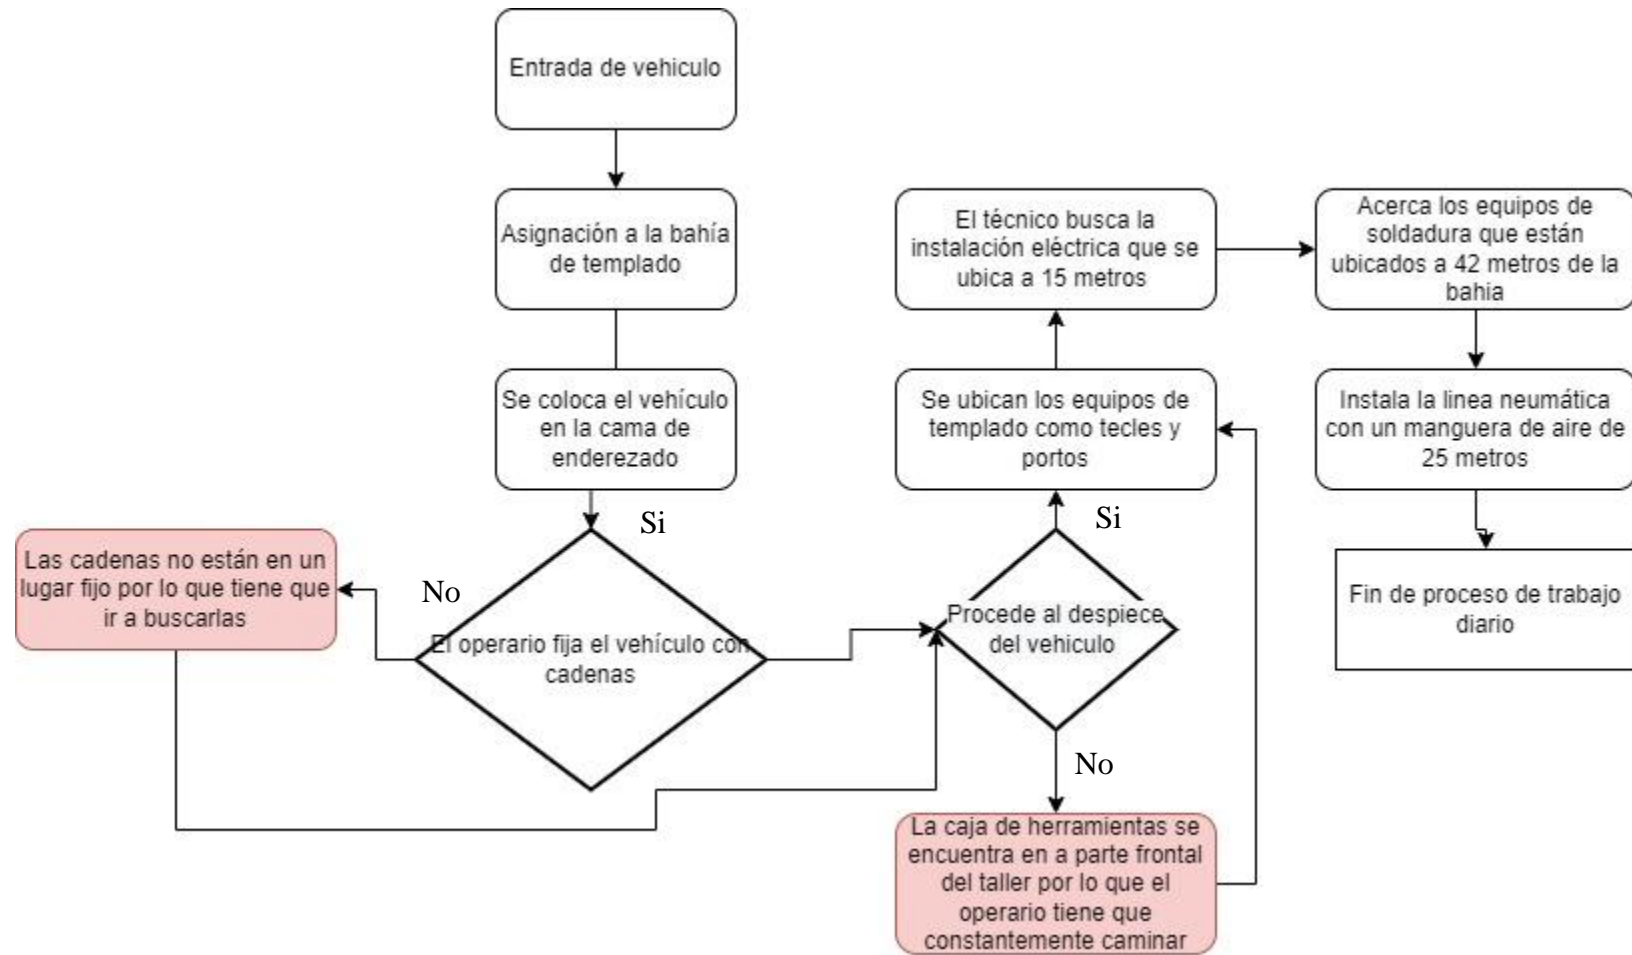 Entrada de vehiculo
Asignación a la bahía
de templado
Se coloca el vehículo
en la cama de
enderezado
Si
No
El operario fija el vehículo con
cadenas
Las cadenas no están en un
lugar fijo por lo que tiene que
ir a buscarlas
Procede al despiece
del vehiculo
Si
No
La caja de herramientas se
encuentra en a parte frontal
del taller por lo que el
operario tiene que
constantemente caminar
Se ubican los equipos de
templado como tecles y
portos
El técnico busca la
instalación eléctrica que se
ubica a 15 metros
Acerca los equipos de
soldadura que están
ubicados a 42 metros de la
bahia
Instala la linea neumática
con un manguera de aire de
25 metros
Fin de proceso de trabajo
diario